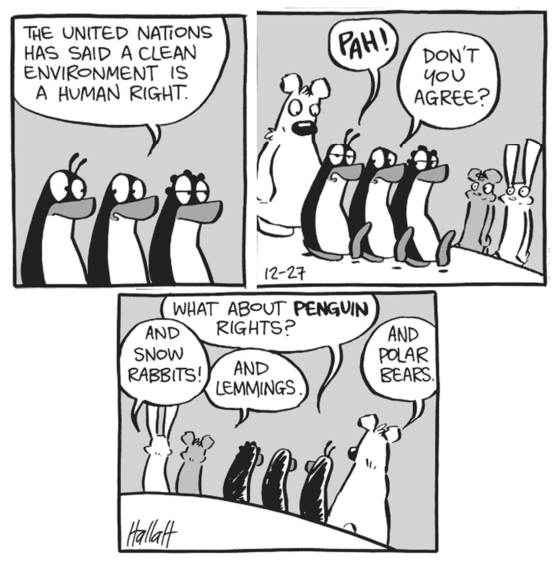 THE UNITED NATIONS
HAS SAID A CLEAN
ENVIRONMENT IS
A HUMAN RIGHT.
PAH!
DON'T
YOU
AGREE?
12-27
WHAT ABOUT PENGUIN
RIGHTS?
AND
SNOW
RABBITS!
AND
LEMMINGS.
AND
POLAR
BEARS.
Hallatt